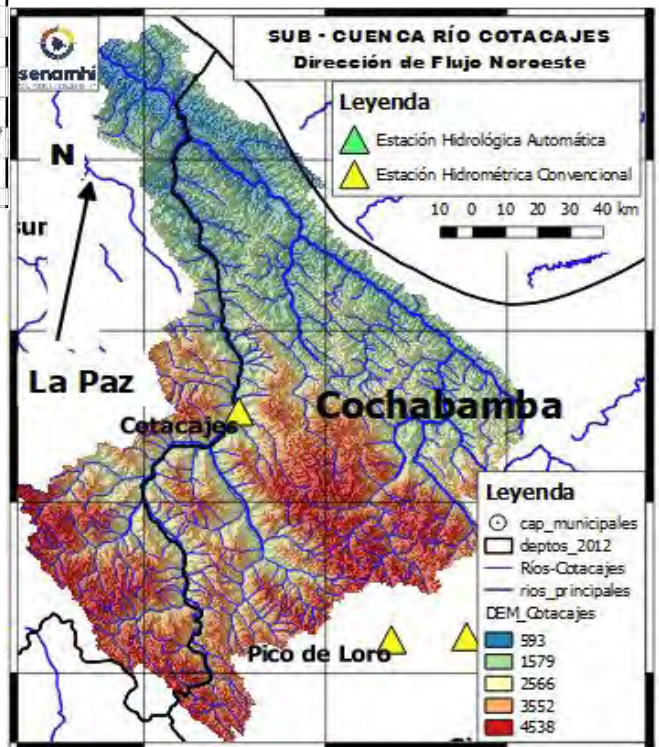 senamhi
SUB - CUENCA RÍO COTACAJES
Dirección de Flujo Noroeste
Leyenda
Estación Hidrológica Automática
Estación Hidrométrica Convencional
10 0 10 20 30 40 km
N
sur
La Paz
Cotacajes
Cochabamba
Pico de Loro
Leyenda
cap_municipales
deptos_2012
Ríos-Cotacajes
rios_principales
DEM_Cotacajes
593
1579
2566
3552
4538